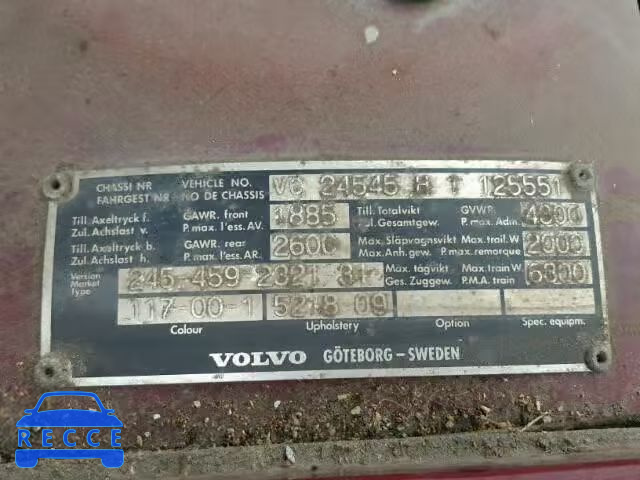 CHASSI NR VEHICLE NO. VC 24545 H 1 125551
FAHRGEST NR NO DE CHASSIS
Till. Axeltryck f. GAWR. front 1885 Till. Totalvikt GVWR. 4000
Zul. Achslast v. P. max. l'ess. AV. Zul. Gesamtgew. P. max. Adm.
Till. Axeltryck b. GAWR. rear 2600 Max. Släpvagnsvikt Max. trail. W. 2000
Zul. Achslast h. P. max. l'ess. AR. Max. Anh. gew. P. max. remorque
Version 245-459 2821 31 Max. tågvikt Max. train W. 6300
Market Ges. Zuggew. P.M.A. train
Type 117-00-1 5218 09
Colour Upholstery Option Spec. equipm.
VOLVO GÖTEBORG – SWEDEN
RECCE